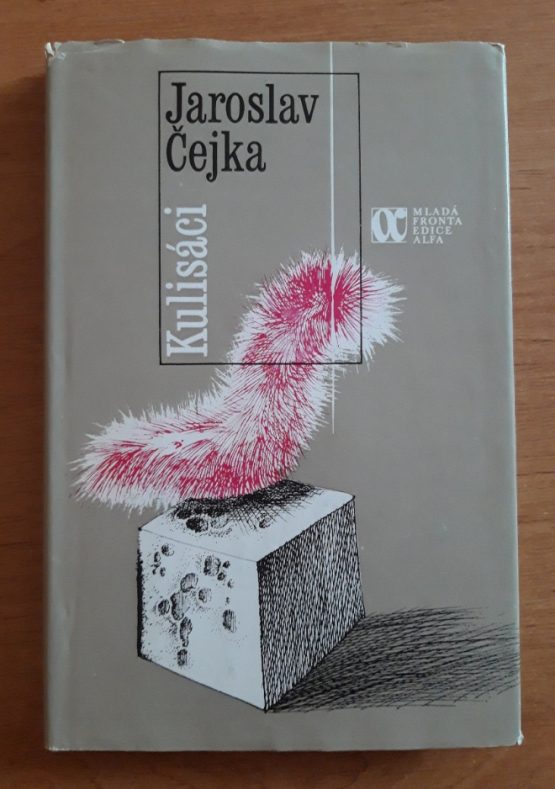 Jaroslav
Čejka
Kulisáci
α
MLADÁ
FRONTA
EDICE
ALFA